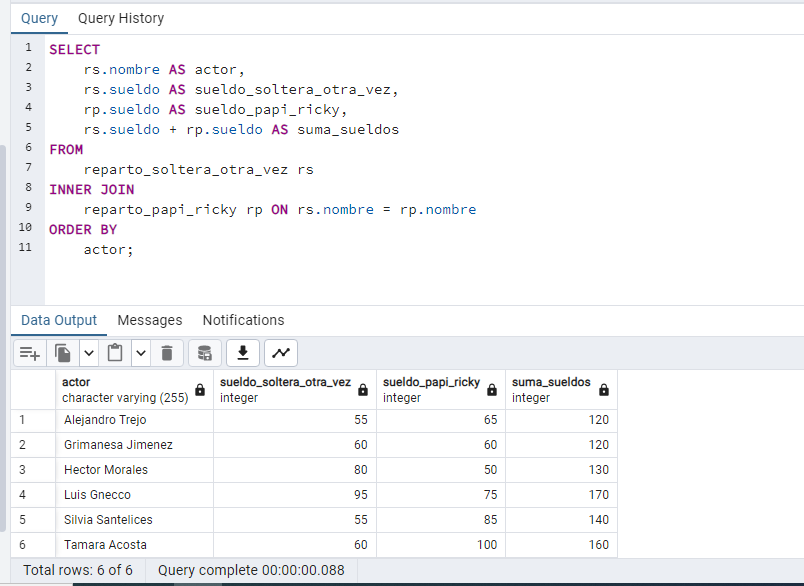 Query Query History
1 SELECT
2 rs.nombre AS actor,
3 rs.sueldo AS sueldo_soltera_otra_vez,
4 rp.sueldo AS sueldo_papi_ricky,
5 rs.sueldo + rp.sueldo AS suma_sueldos
6 FROM
7 reparto_soltera_otra_vez rs
8 INNER JOIN
9 reparto_papi_ricky rp ON rs.nombre = rp.nombre
10 ORDER BY
11 actor;
Data Output Messages Notifications
actor sueldo_soltera_otra_vez sueldo_papi_ricky suma_sueldos
character varying (255) integer integer integer
1 Alejandro Trejo 55 65 120
2 Grimanesa Jimenez 60 60 120
3 Hector Morales 80 50 130
4 Luis Gnecco 95 75 170
5 Silvia Santelices 55 85 140
6 Tamara Acosta 60 100 160
Total rows: 6 of 6 Query complete 00:00:00.088